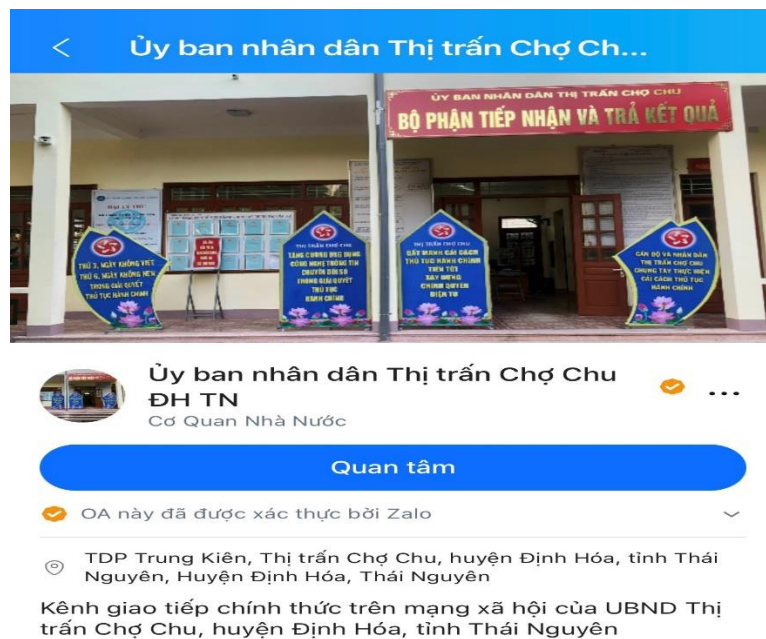 Ủy ban nhân dân Thị trấn Chợ Ch...
ỦY BAN NHÂN DÂN THỊ TRẤN CHỢ CHU
BỘ PHẬN TIẾP NHẬN VÀ TRẢ KẾT QUẢ
THỨ 3, NGÀY KHÔNG VIẾT
THỨ 6, NGÀY KHÔNG HẸN
TRONG GIẢI QUYẾT
THỦ TỤC HÀNH CHÍNH
THỊ TRẤN CHỢ CHU
TĂNG CƯỜNG ỨNG DỤNG
CÔNG NGHỆ THÔNG TIN
CHUYỂN ĐỔI SỐ
TRONG GIẢI QUYẾT
THỦ TỤC
HÀNH CHÍNH
THỊ TRẤN CHỢ CHU
ĐẨY MẠNH CẢI CÁCH
THỦ TỤC HÀNH CHÍNH
TIẾN TỚI
XÂY DỰNG
CHÍNH QUYỀN
ĐIỆN TỬ
CÁN BỘ VÀ NHÂN DÂN
THỊ TRẤN CHỢ CHU
CHUNG TAY THỰC HIỆN
CẢI CÁCH THỦ TỤC
HÀNH CHÍNH
Ủy ban nhân dân Thị trấn Chợ Chu
ĐH TN
Cơ Quan Nhà Nước
Quan tâm
OA này đã được xác thực bởi Zalo
TDP Trung Kiên, Thị trấn Chợ Chu, huyện Định Hóa, tỉnh Thái
Nguyên, Huyện Định Hóa, Thái Nguyên
Kênh giao tiếp chính thức trên mạng xã hội của UBND Thị
trấn Chợ Chu, huyện Định Hóa, tỉnh Thái Nguyên